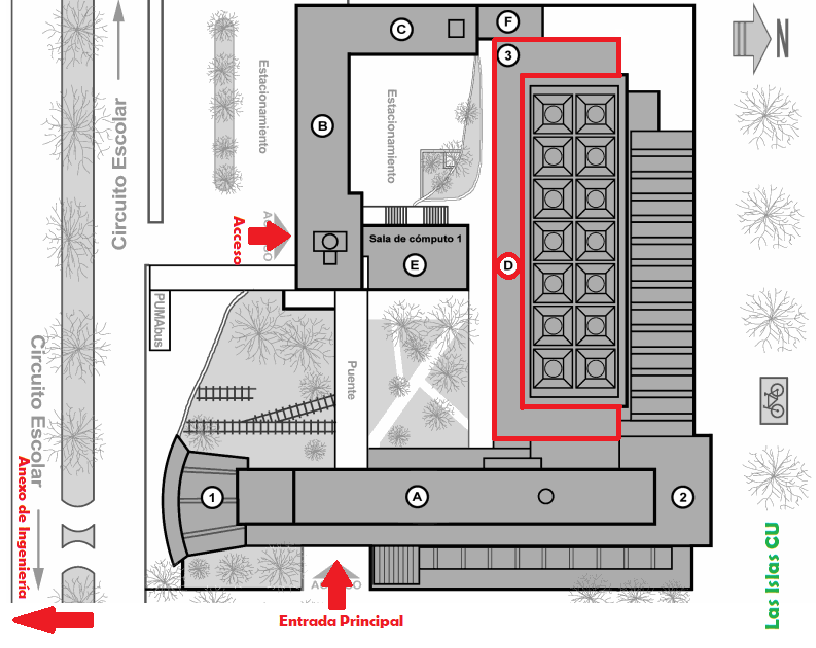 C
F
3
N
Circuito Escolar
Estacionamiento
Estacionamiento
B
Acceso
Sala de cómputo 1
E
D
PUMAbus
Puente
Circuito Escolar
Anexo de Ingeniería
1
A
2
Entrada Principal
Las Islas CU